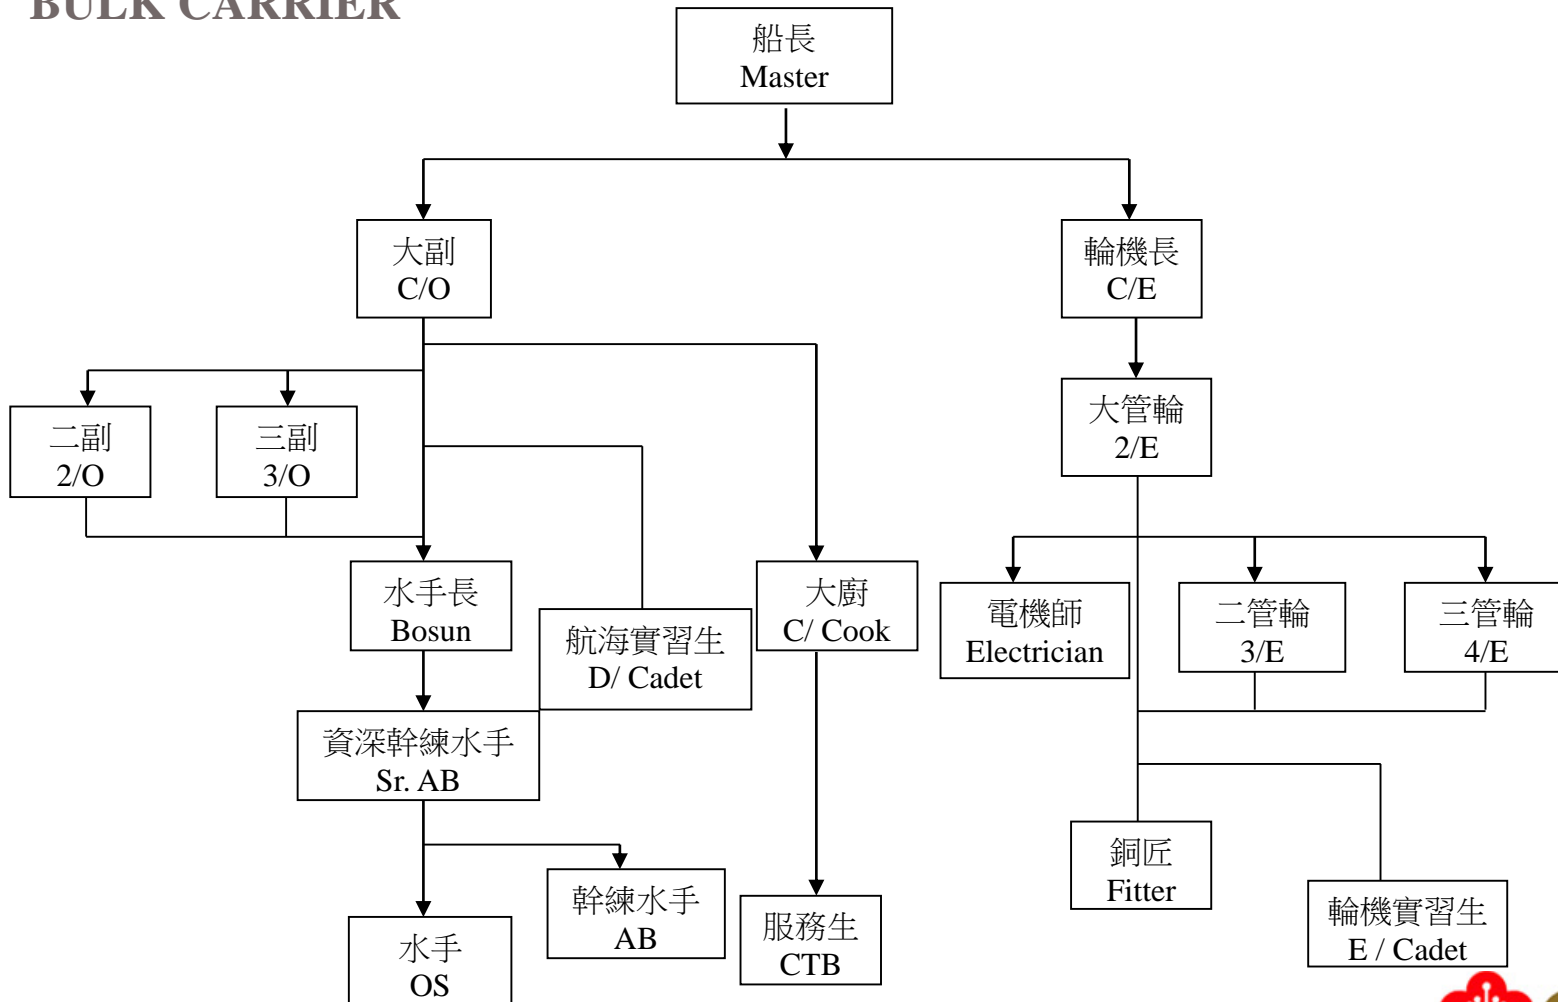 BULK CARRIER
船長
Master
大副
C/O
輪機長
C/E
二副
2/O
三副
3/O
大管輪
2/E
水手長
Bosun
航海實習生
D/ Cadet
大廚
C/ Cook
電機師
Electrician
二管輪
3/E
三管輪
4/E
資深幹練水手
Sr. AB
銅匠
Fitter
幹練水手
AB
服務生
CTB
輪機實習生
E / Cadet
水手
OS